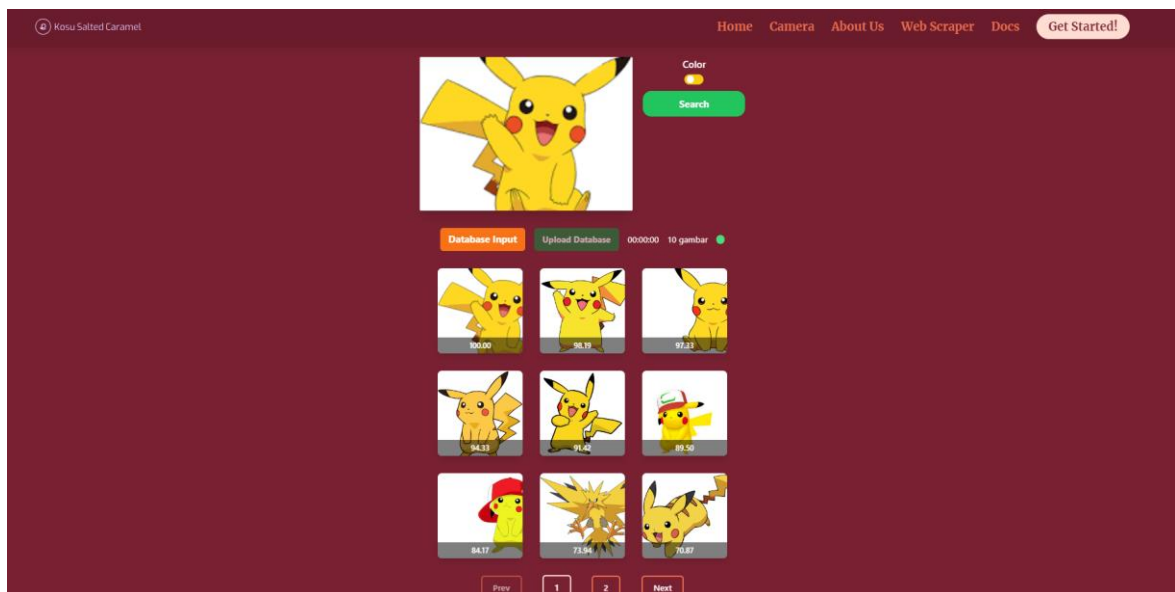 Kosu Salted Caramel
Home Camera About Us Web Scraper Docs Get Started!
Color
Search
Database Input Upload Database 00:00:00 10 gambar
100.00 98.19 97.33
94.33 91.42 89.50
84.17 73.94 70.87
Prev 1 2 Next